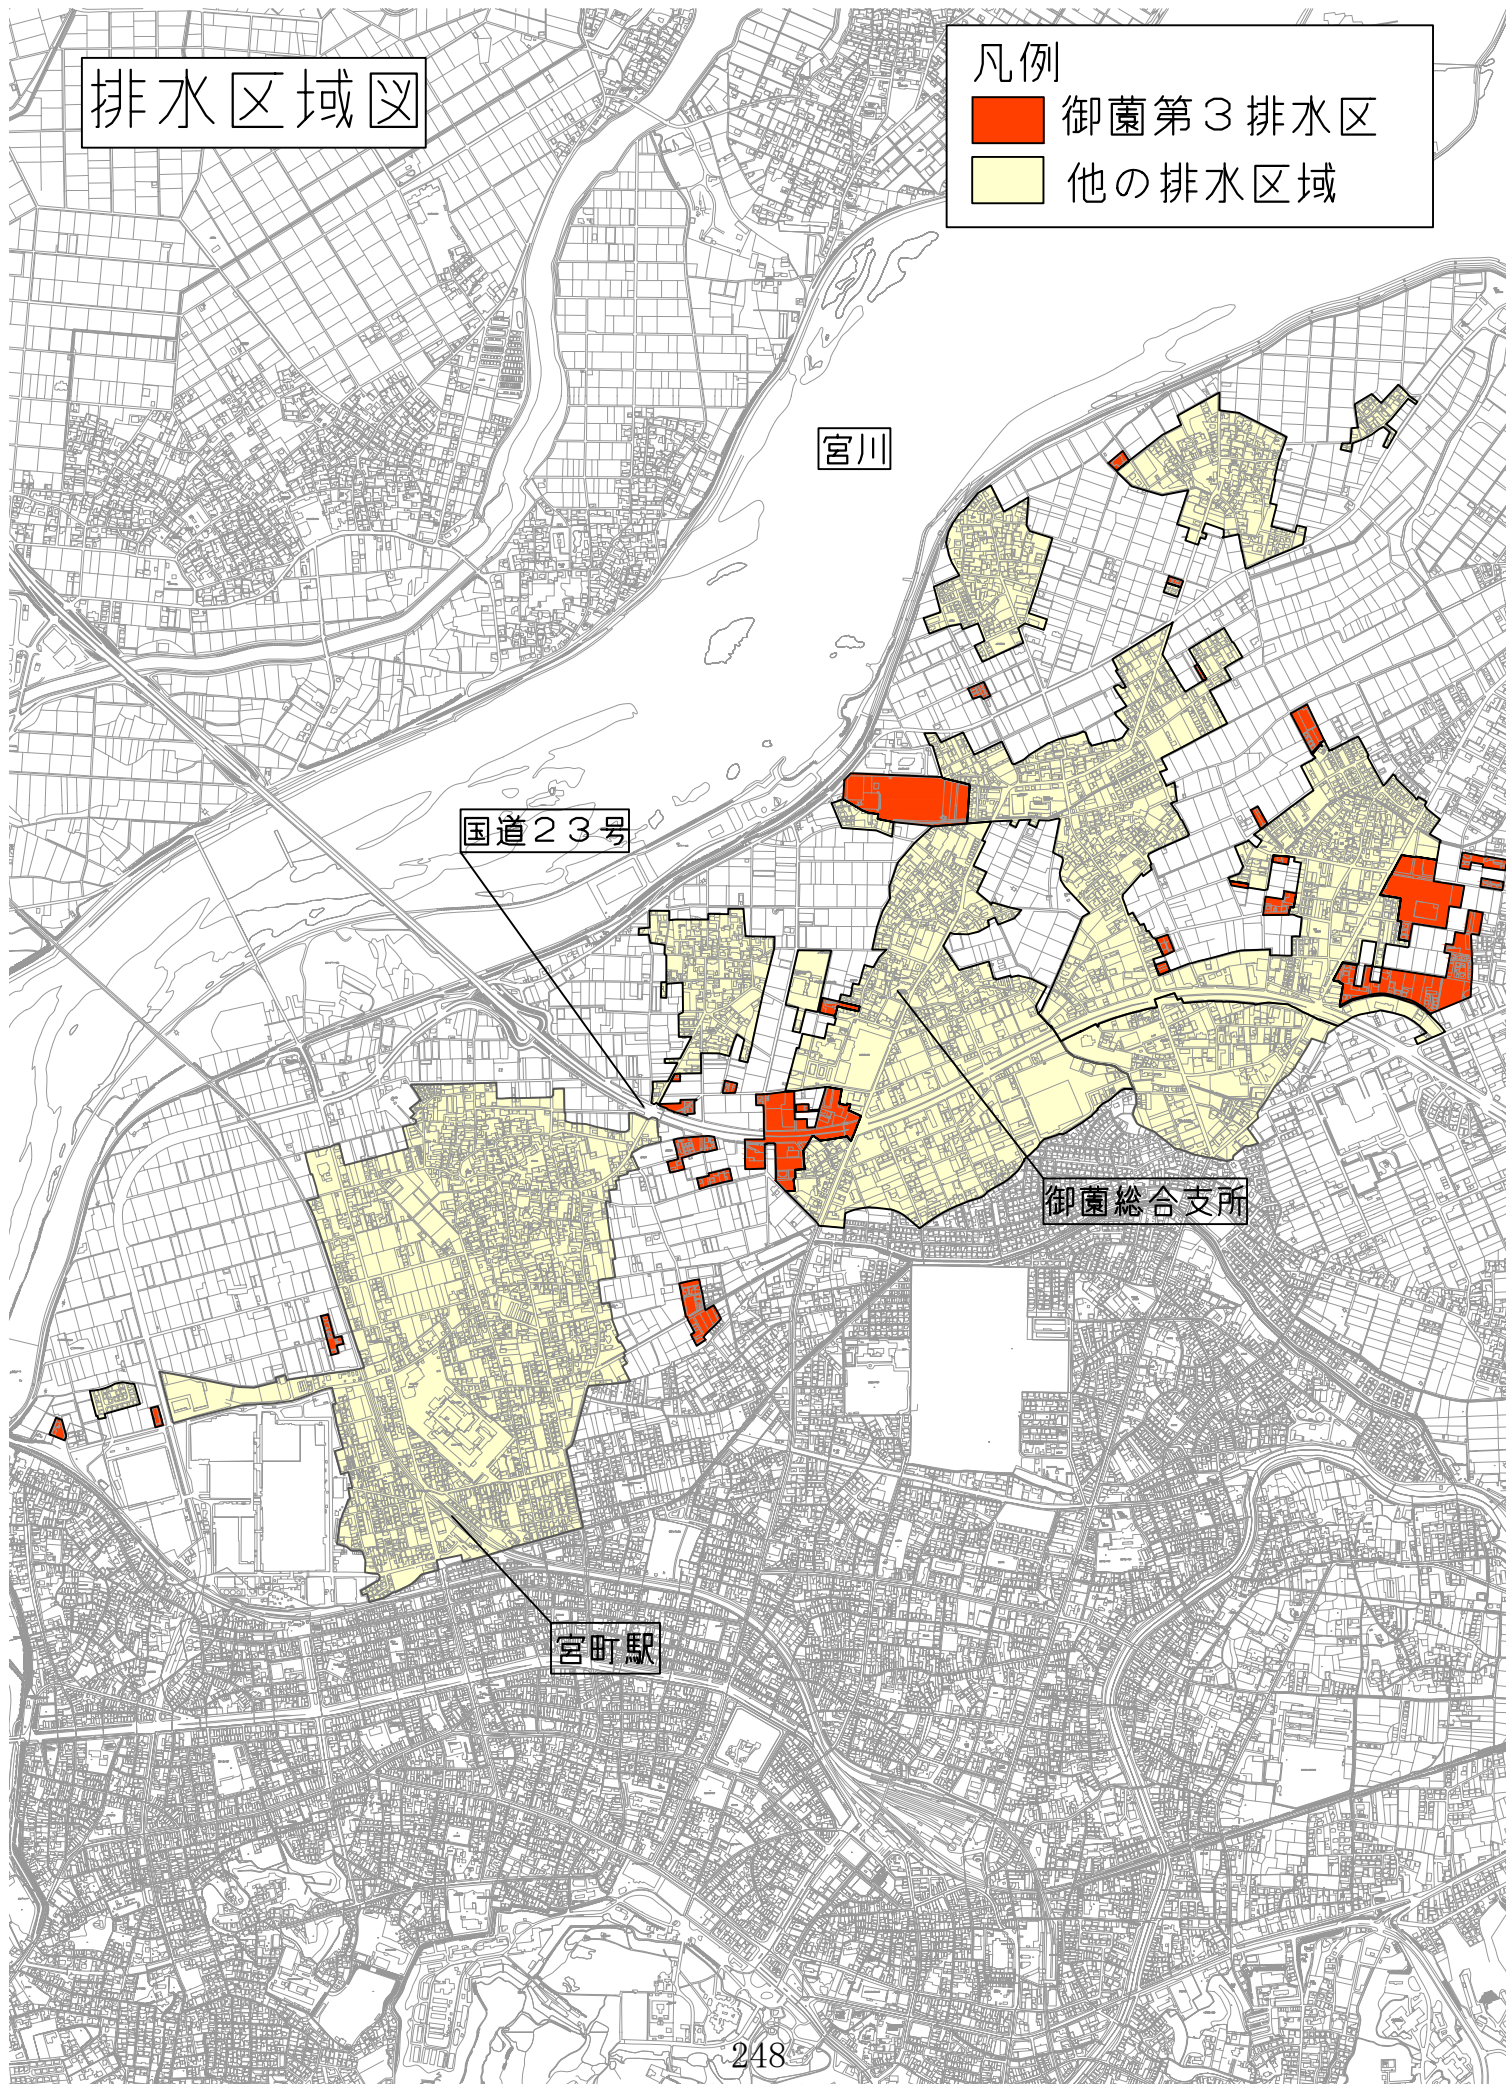 排水区域図
凡例
御薗第３排水区
他の排水区域
宮川
国道２３号
御薗総合支所
宮町駅
248